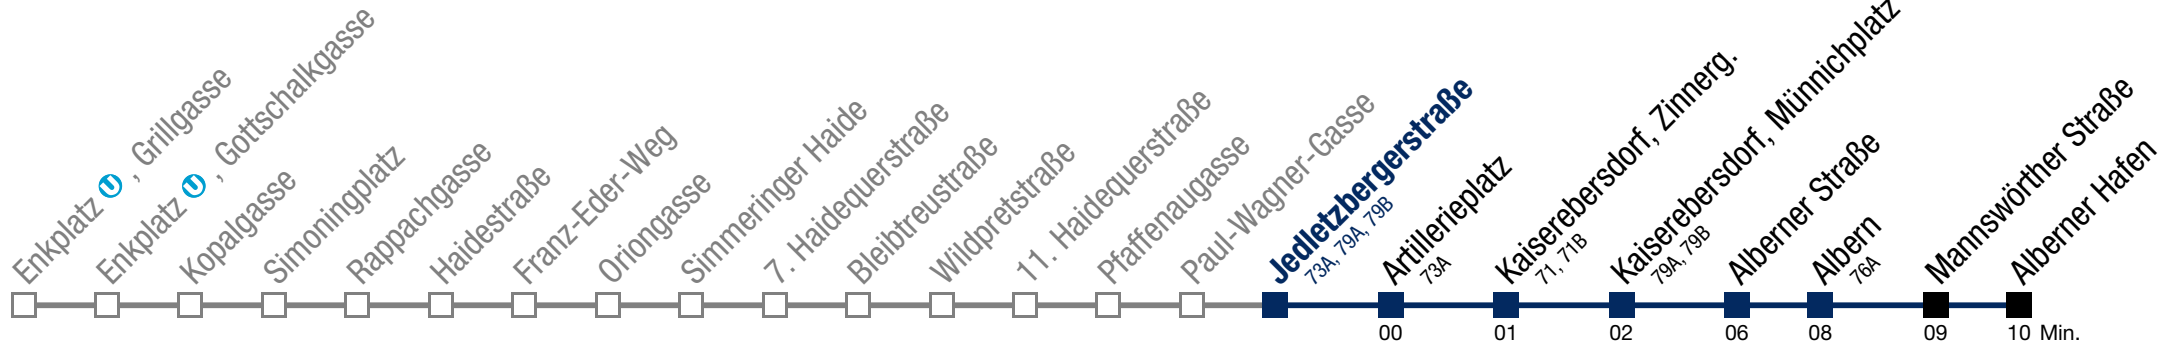 Enkplatz U , Grillgasse
Enkplatz U , Gottschalkgasse
Kopalgasse
Simoningplatz
Rappachgasse
Haidestraße
Franz-Eder-Weg
Oriongasse
Simmeringer Haide
7. Haidequerstraße
Bleibtreustraße
Wildpretstraße
11. Haidequerstraße
Pfaffenaugasse
Paul-Wagner-Gasse
Jedletzbergerstraße
73A, 79A, 79B
Artillerieplatz
73A
Kaiserebersdorf, Zinnerg.
71, 71B
Kaiserebersdorf, Münnichplatz
79A, 79B
Alberner Straße
Albern
76A
Mannswörther Straße
Alberner Hafen
00 01 02 06 08 09 10 Min.